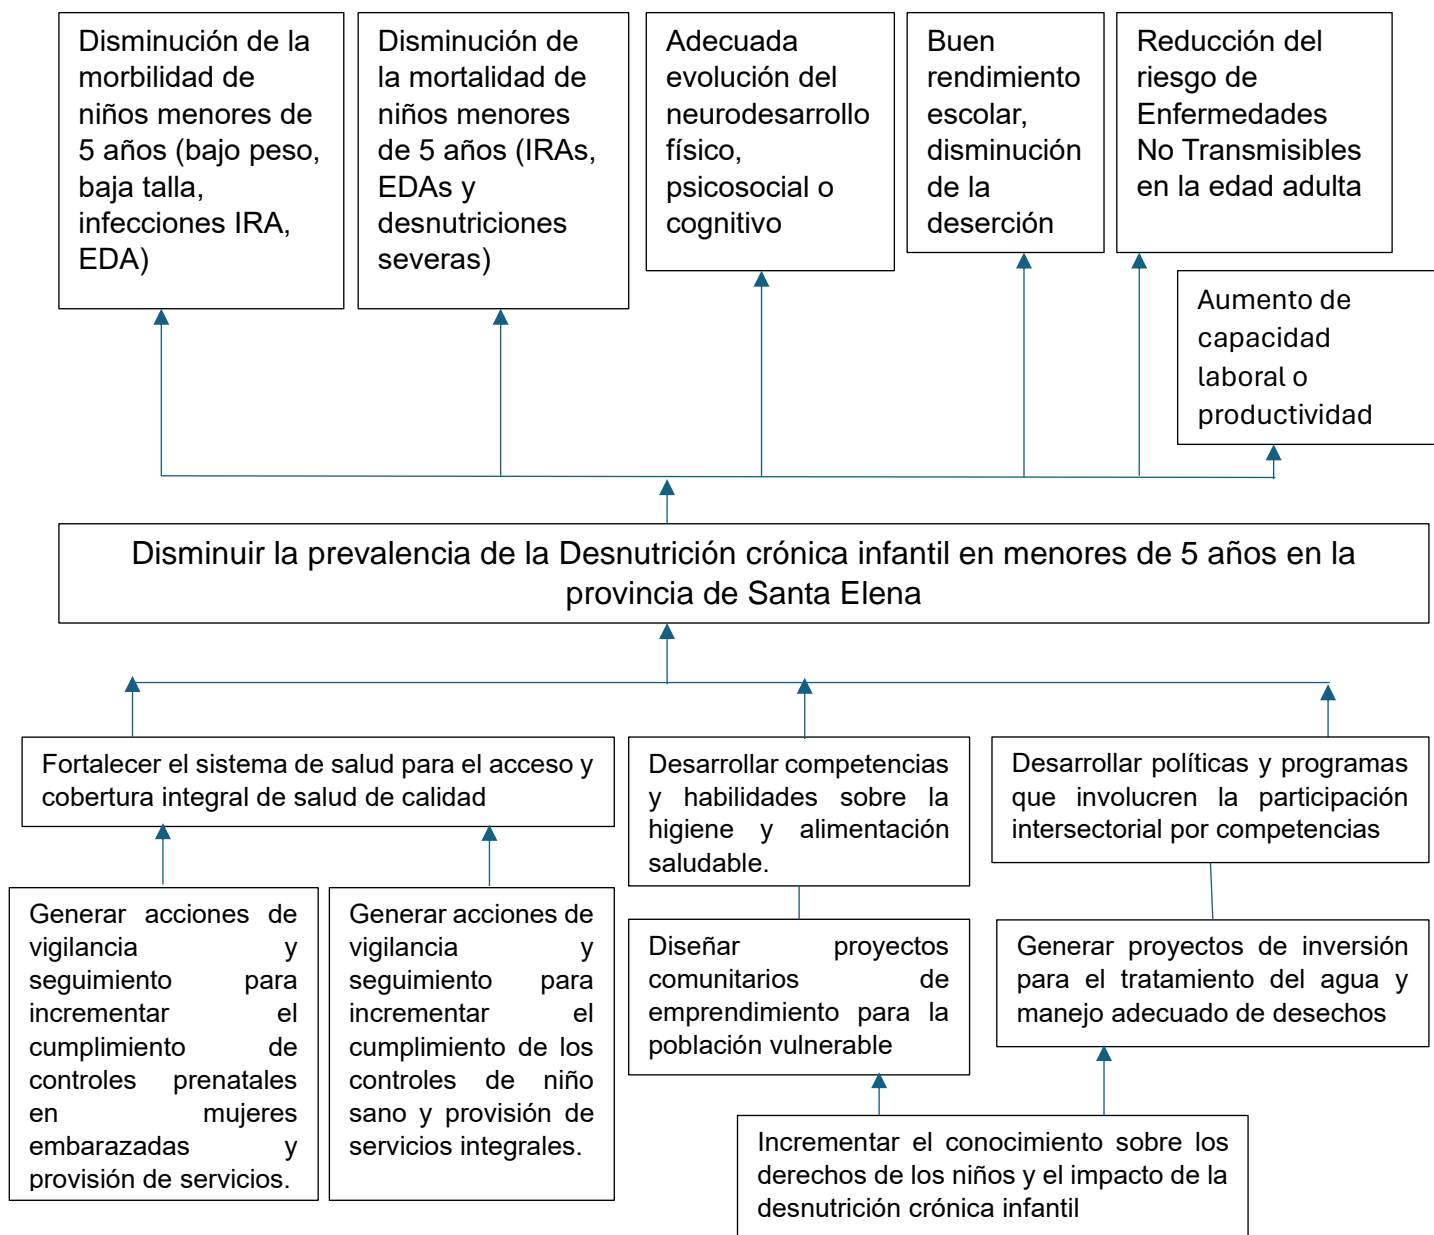 Disminución de la
morbilidad de
niños menores de
5 años (bajo peso,
baja talla,
infecciones IRA,
EDA)
Disminución de
la mortalidad de
niños menores
de 5 años (IRAs,
EDAs y
desnutriciones
severas)
Adecuada
evolución del
neurodesarrollo
físico,
psicosocial o
cognitivo
Buen
rendimiento
escolar,
disminución
de la
deserción
Reducción del
riesgo de
Enfermedades
No Transmisibles
en la edad adulta
Aumento de
capacidad
laboral o
productividad
Disminuir la prevalencia de la Desnutrición crónica infantil en menores de 5 años en la
provincia de Santa Elena
Fortalecer el sistema de salud para el acceso y
cobertura integral de salud de calidad
Desarrollar competencias
y habilidades sobre la
higiene y alimentación
saludable.
Desarrollar políticas y programas
que involucren la participación
intersectorial por competencias
Generar acciones de
vigilancia y
seguimiento para
incrementar el
cumplimiento de
controles prenatales
en mujeres
embarazadas y
provisión de servicios.
Generar acciones de
vigilancia y
seguimiento para
incrementar el
cumplimiento de los
controles de niño
sano y provisión de
servicios integrales.
Diseñar proyectos
comunitarios de
emprendimiento para la
población vulnerable
Generar proyectos de inversión
para el tratamiento del agua y
manejo adecuado de desechos
Incrementar el conocimiento sobre los
derechos de los niños y el impacto de la
desnutrición crónica infantil